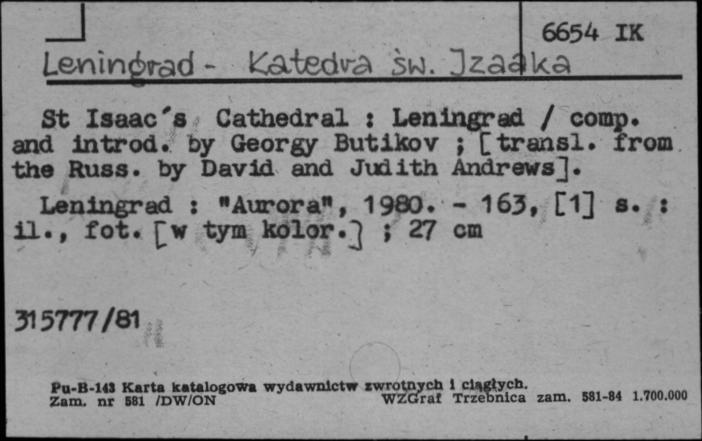 6654 IK
Leningrad - Katedra św. Izaaka
St Isaac's Cathedral : Leningrad / comp.
and introd. by Georgy Butikov ; [transl. from
the Russ. by David and Judith Andrews].
Leningrad : "Aurora", 1980. - 163, [1] s. :
il., fot. [w tym kolor.] ; 27 cm
315777/81
Pu-B-143 Karta katalogowa wydawnictw zwrotnych i ciągłych.
Zam. nr 581 /DW/ON WZGraf Trzebnica zam. 581-84 1.700.000